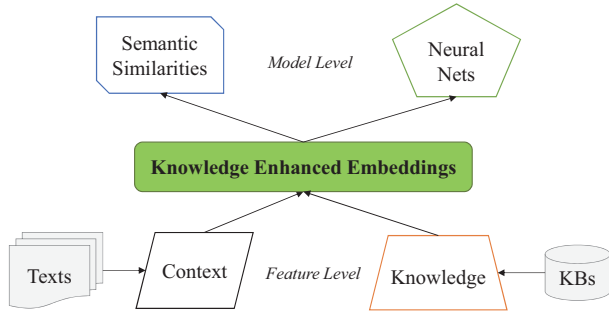 Semantic
Similarities
Model Level
Neural
Nets
Knowledge Enhanced Embeddings
Texts
Context
Feature Level
Knowledge
KBs